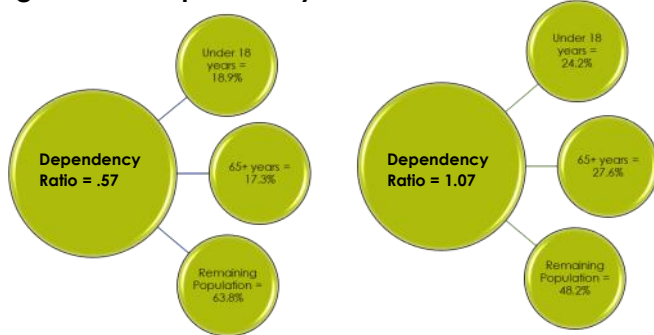 Under 18
years =
18.9%
Dependency
Ratio = .57
65+ years =
17.3%
Remaining
Population =
63.8%
Under 18
years =
24.2%
Dependency
Ratio = 1.07
65+ years =
27.6%
Remaining
Population =
48.2%